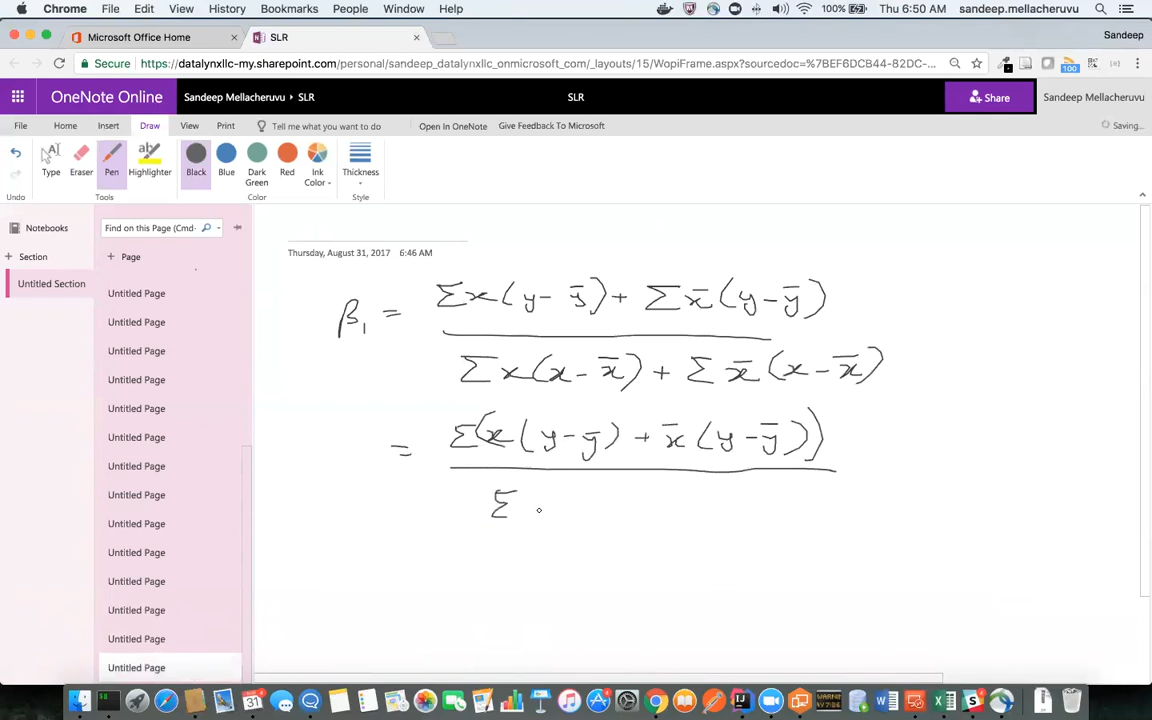 Chrome File Edit View History Bookmarks People Window Help 100% Thu 6:50 AM sandeep.mellacheruvu
Microsoft Office Home × SLR × Sandeep
Secure https://datalynxllc-my.sharepoint.com/personal/sandeep_datalynxllc_onmicrosoft_com/_layouts/15/WopiFrame.aspx?sourcedoc=%7BEF6DCB44-82DC-...
OneNote Online Sandeep Mellacheruvu ▸ SLR SLR Share Sandeep Mellacheruvu
File Home Insert Draw View Print Tell me what you want to do Open In OneNote Give Feedback To Microsoft Saving...
Type Eraser Pen Highlighter Black Blue Dark Green Red Ink Color Thickness
Undo Tools Color Style
Notebooks Find on this Page (Cmd+
+ Section + Page
Untitled Section
Untitled Page
Untitled Page
Untitled Page
Untitled Page
Untitled Page
Untitled Page
Untitled Page
Untitled Page
Untitled Page
Untitled Page
Untitled Page
Untitled Page
Untitled Page
Untitled Page
Thursday, August 31, 2017 6:46 AM
β₁ = Σx(y-ȳ) + Σx̄(y-ȳ)
Σx(x-x̄) + Σx̄(x-x̄)
= Σ(x(y-ȳ) + x̄(y-ȳ))
Σ